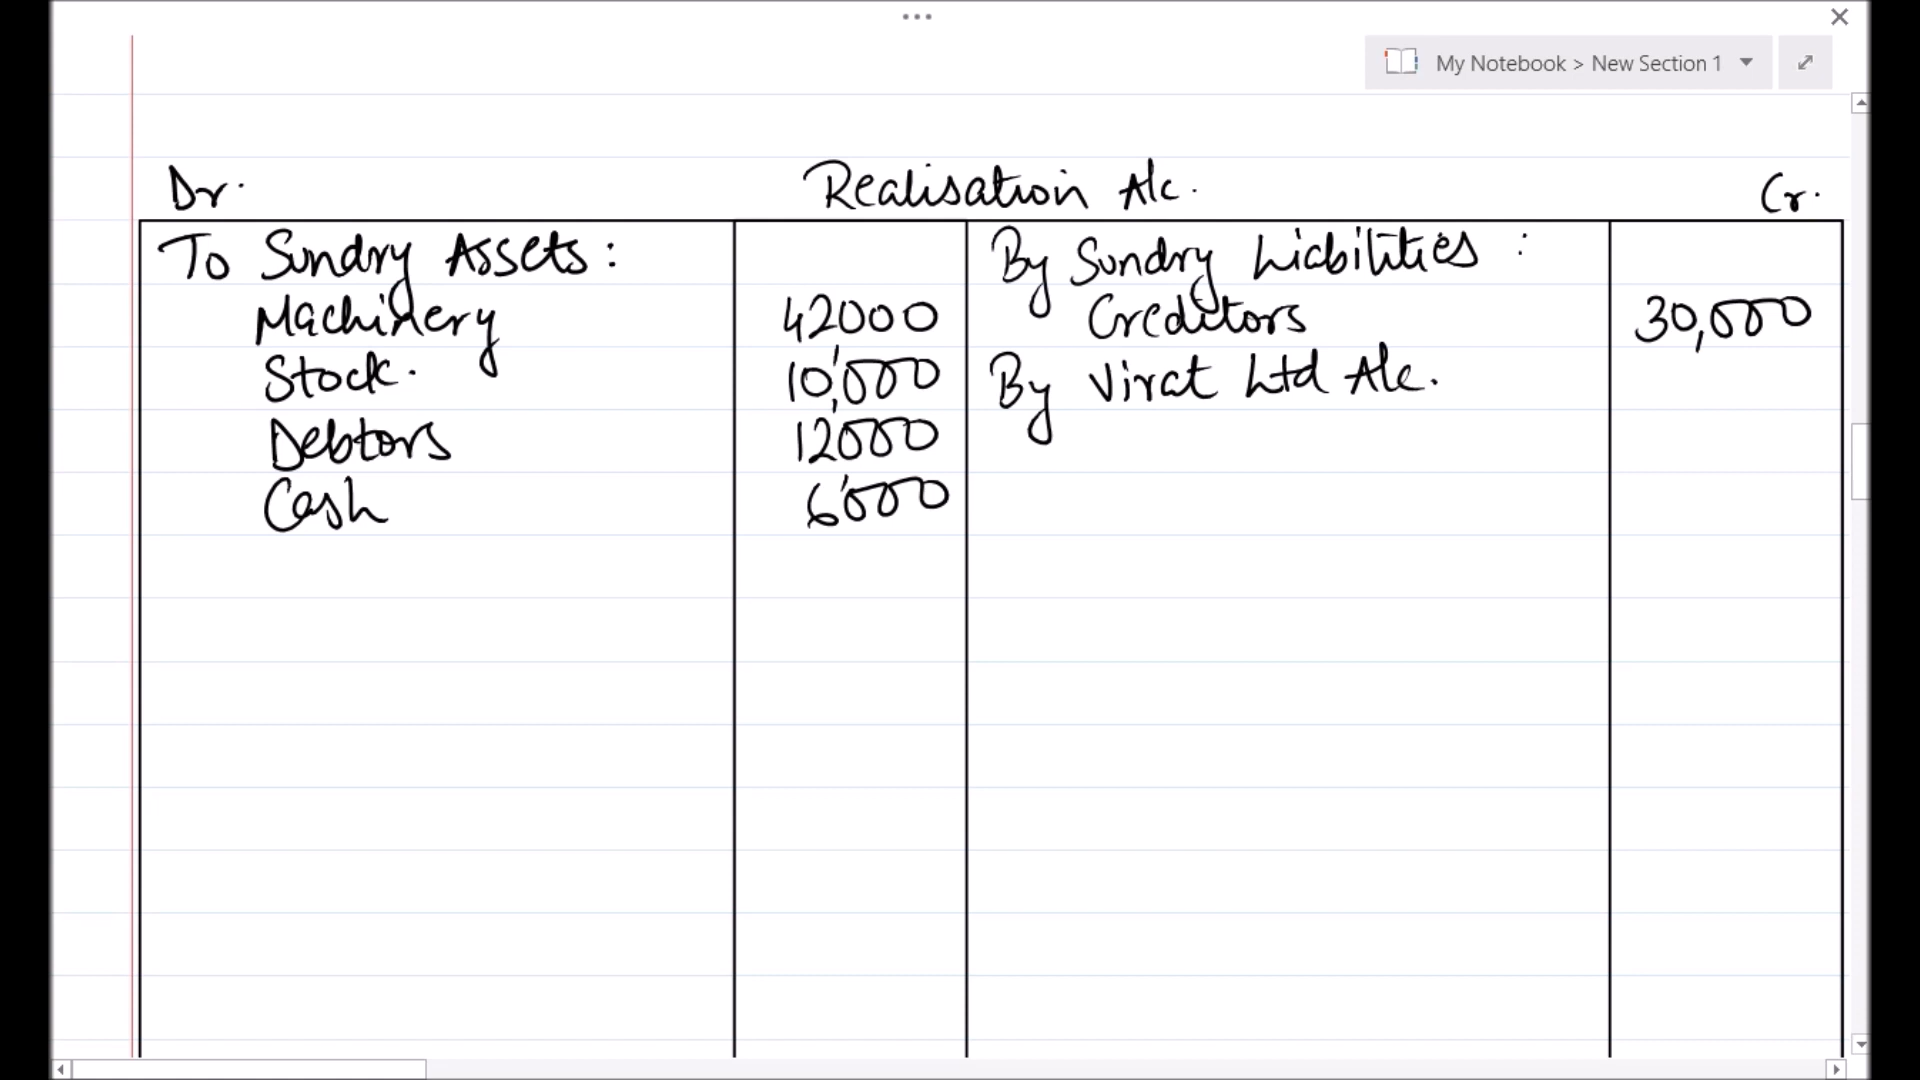 ...
My Notebook > New Section 1
Dr. Realisation A/c. Cr.
To Sundry Assets: By Sundry Liabilities :
Machinery 42000 Creditors 30,000
Stock. 10,000 By Virat Ltd A/c.
Debtors 12000
Cash 6000